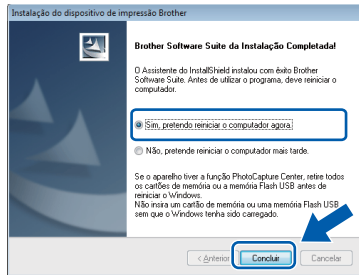 Instalação do dispositivo de impressão Brother
Brother Software Suite da Instalação Completada!
O Assistente do InstallShield instalou com êxito Brother
Software Suite. Antes de utilizar o programa, deve reiniciar o
computador.
Sim, pretendo reiniciar o computador agora.
Não, pretende reiniciar o computador mais tarde.
Se o aparelho tiver a função PhotoCapture Center, retire todos
os cartões de memória ou a memória Flash USB antes de
reiniciar o Windows.
Não insira um cartão de memória ou uma memória Flash USB
sem que o Windows tenha sido carregado.
< Anterior
Concluir
Cancelar